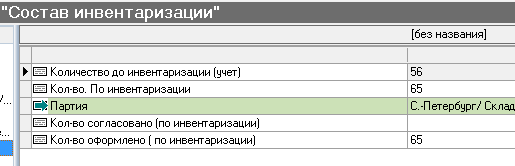 "Состав инвентаризации"
[без названия]
Количество до инвентаризации (учет) 56
Кол-во. По инвентаризации 65
Партия С.-Петербург/ Склад
Кол-во согласовано (по инвентаризации)
Кол-во оформлено ( по инвентаризации) 65